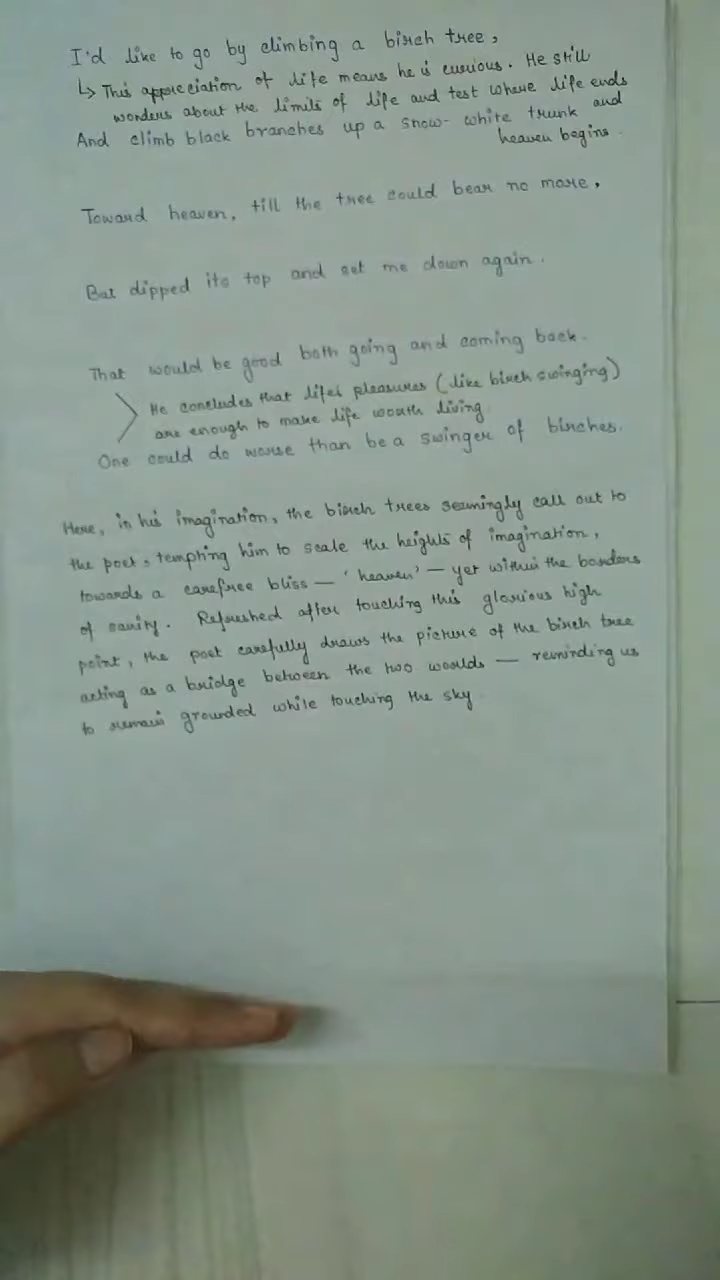 I'd like to go by climbing a birch tree,
↳ This appreciation of life means he is curious. He still
wonders about the limits of life and test where life ends
And climb black branches up a snow-white trunk and
heaven begins.
Toward heaven, till the tree could bear no more,
But dipped its top and set me down again.
That would be good both going and coming back.
He concludes that life's pleasures (like birch swinging)
are enough to make life worth living.
One could do worse than be a swinger of birches.
Here, in his imagination, the birch trees seemingly call out to
the poet, tempting him to scale the heights of imagination,
towards a carefree bliss — 'heaven' — yet within the borders
of sanity. Refreshed after touching this glorious high
point, the poet carefully draws the picture of the birch tree
acting as a bridge between the two worlds — reminding us
to remain grounded while touching the sky.